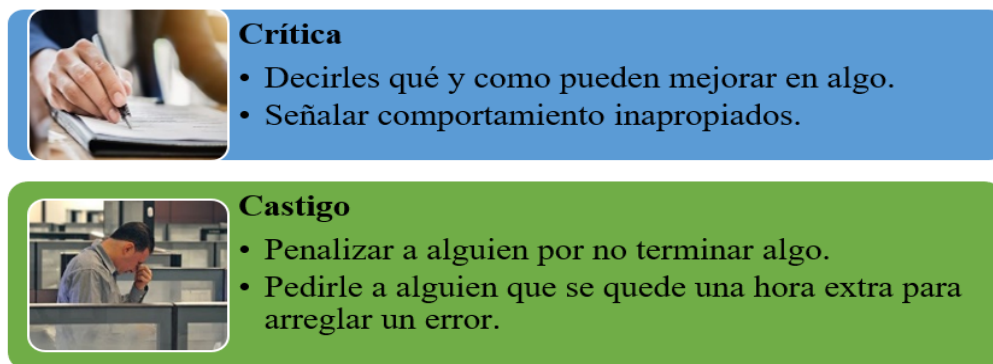 Crítica
• Decirles qué y como pueden mejorar en algo.
• Señalar comportamiento inapropiados.
Castigo
• Penalizar a alguien por no terminar algo.
• Pedirle a alguien que se quede una hora extra para
arreglar un error.